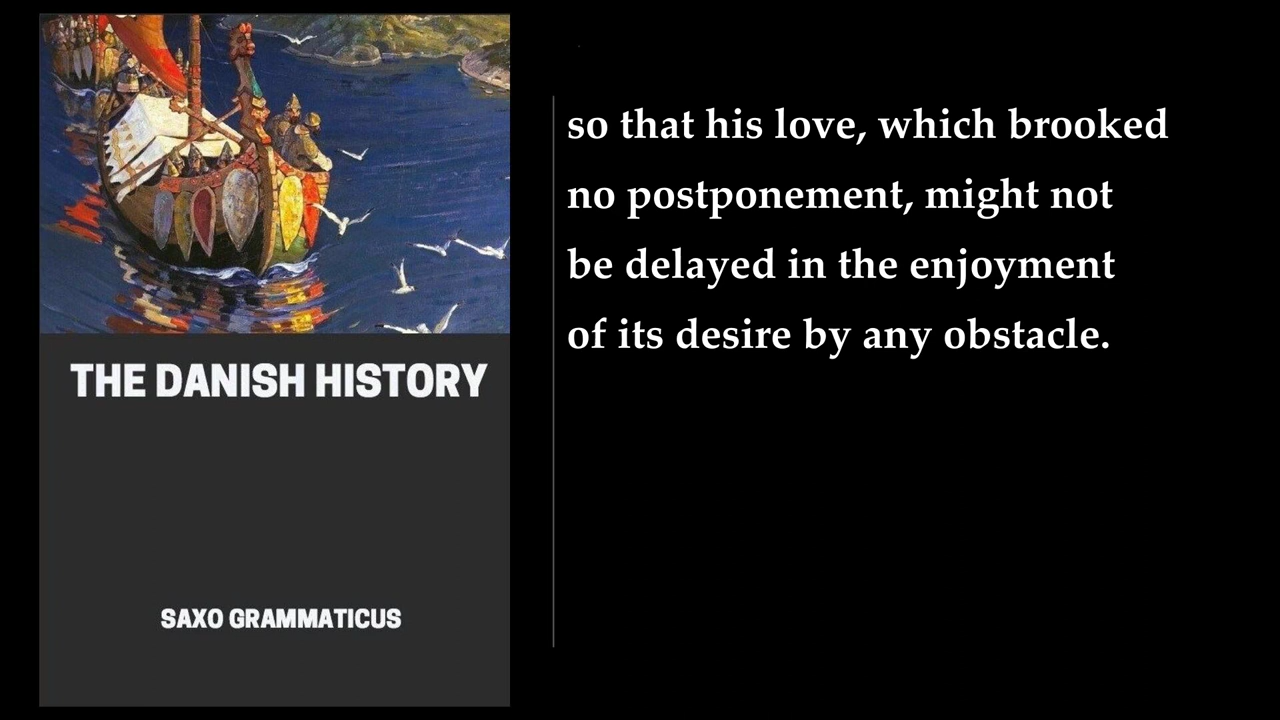 THE DANISH HISTORY
SAXO GRAMMATICUS
so that his love, which brooked
no postponement, might not
be delayed in the enjoyment
of its desire by any obstacle.